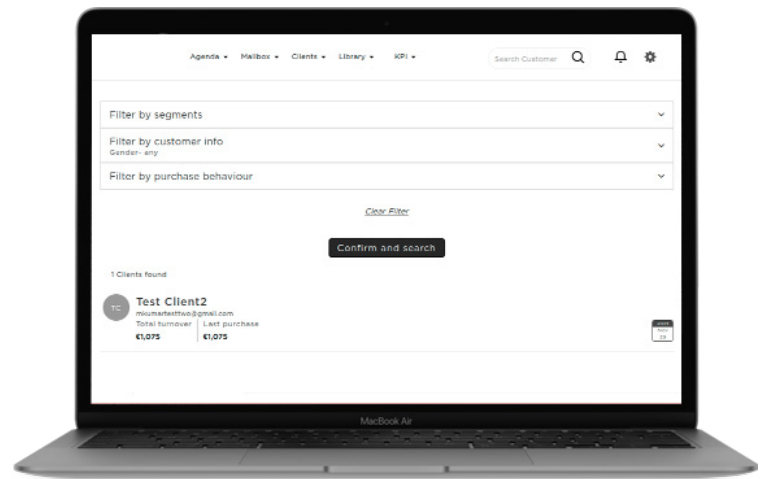 Agenda Mailbox Clients Library KPI Search Customer
Filter by segments
Filter by customer info
Gender- any
Filter by purchase behaviour
Clear Filter
Confirm and search
1 Clients found
TC
Test Client2
mkumartesttwo@gmail.com
Total turnover Last purchase
€1,075 €1,075
MacBook Air